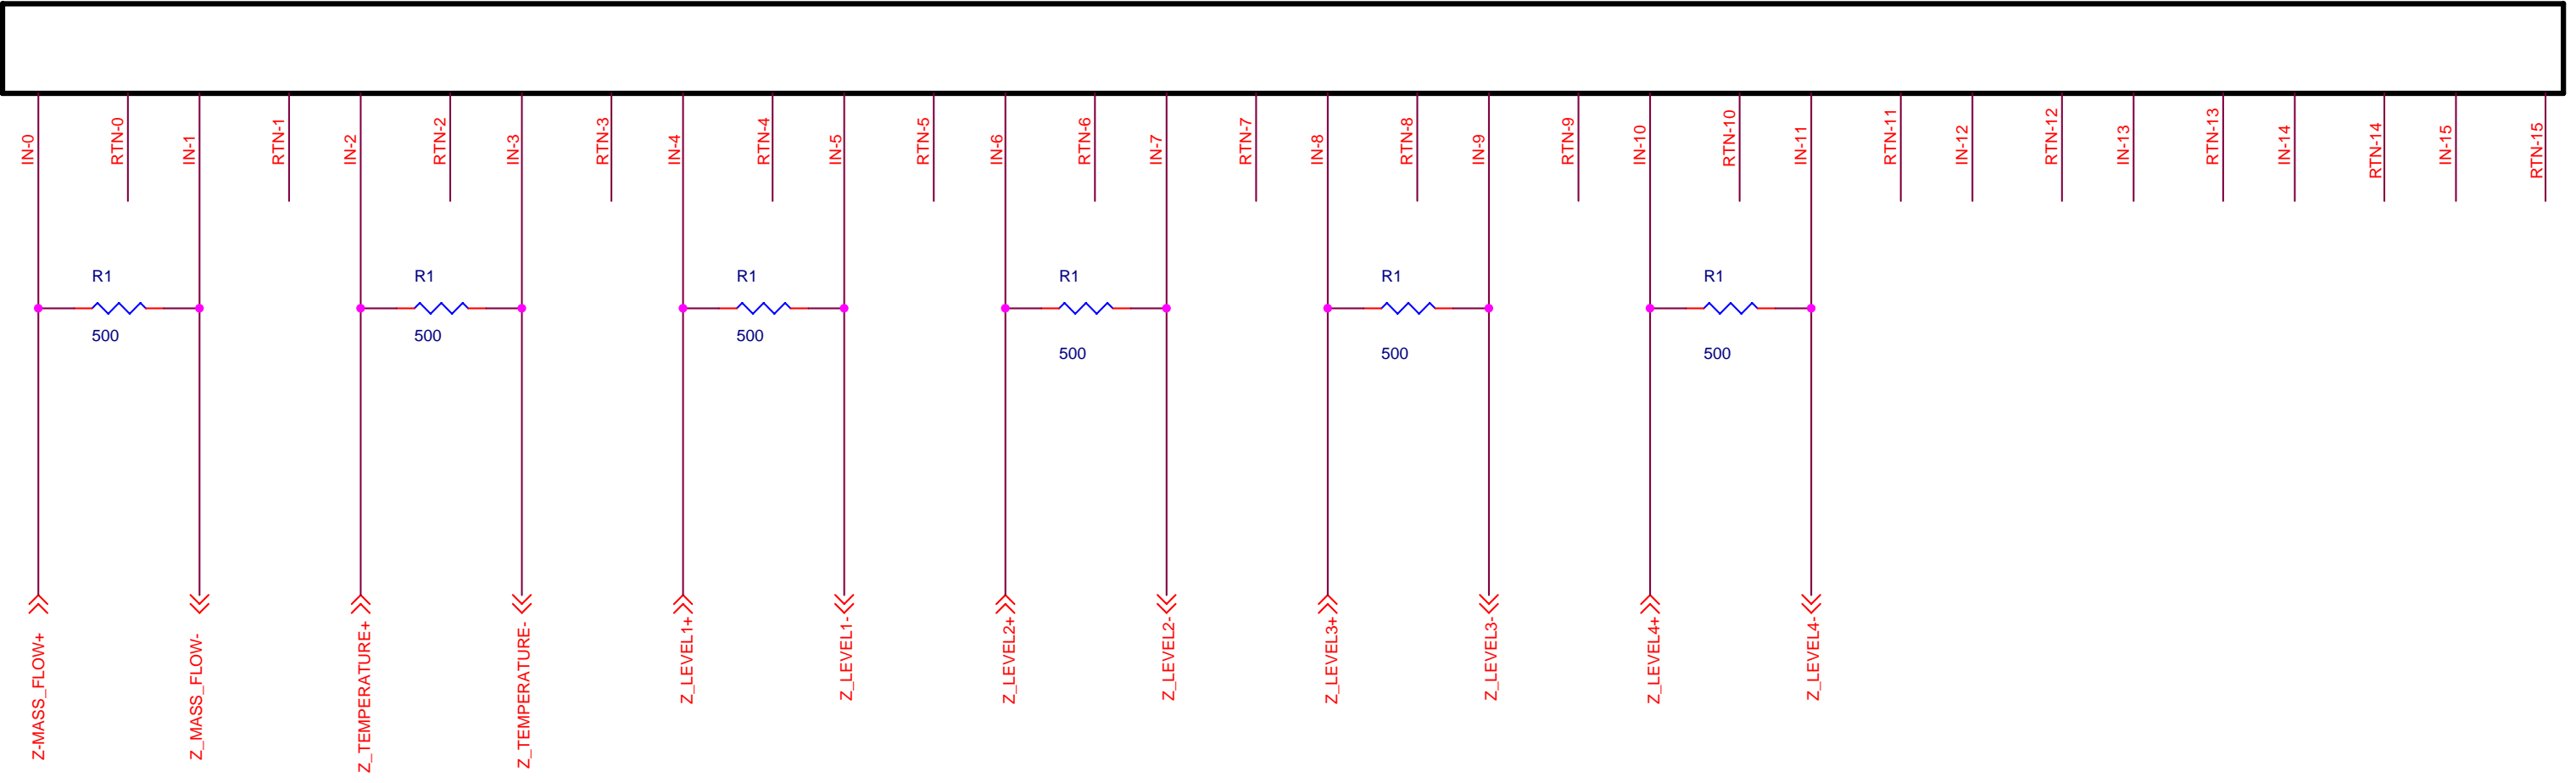 IN-0
RTN-0
IN-1
RTN-1
IN-2
RTN-2
IN-3
RTN-3
IN-4
RTN-4
IN-5
RTN-5
IN-6
RTN-6
IN-7
RTN-7
IN-8
RTN-8
IN-9
RTN-9
IN-10
RTN-10
IN-11
RTN-11
IN-12
RTN-12
IN-13
RTN-13
IN-14
RTN-14
IN-15
RTN-15
R1
R1
R1
R1
R1
R1
500
500
500
500
500
500
Z-MASS_FLOW+
Z_MASS_FLOW-
Z_TEMPERATURE+
Z_TEMPERATURE-
Z_LEVEL1+
Z_LEVEL1-
Z_LEVEL2+
Z_LEVEL2-
Z_LEVEL3+
Z_LEVEL3-
Z_LEVEL4+
Z_LEVEL4-